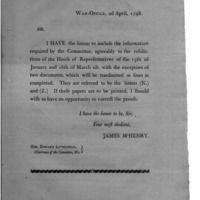 WAR-OFFICE, 2d April, 1798.
SIR,
I HAVE the honor to inclose the information
required by the Committee, agreeably to the resolu-
tions of the House of Representatives of the 15th of
January and 16th of March ult. with the exception of
two documents, which will be transmitted as soon as
completed. They are referred to by the letters (K.)
and (Z.) If these papers are to be printed, I should
wish to have an opportunity to correct the proofs.
I have the honor to be, Sir,
Your most obedient,
JAMES M'HENRY.
HON. EDWARD LIVINGSTON,
Chairman of the Committee, &c.